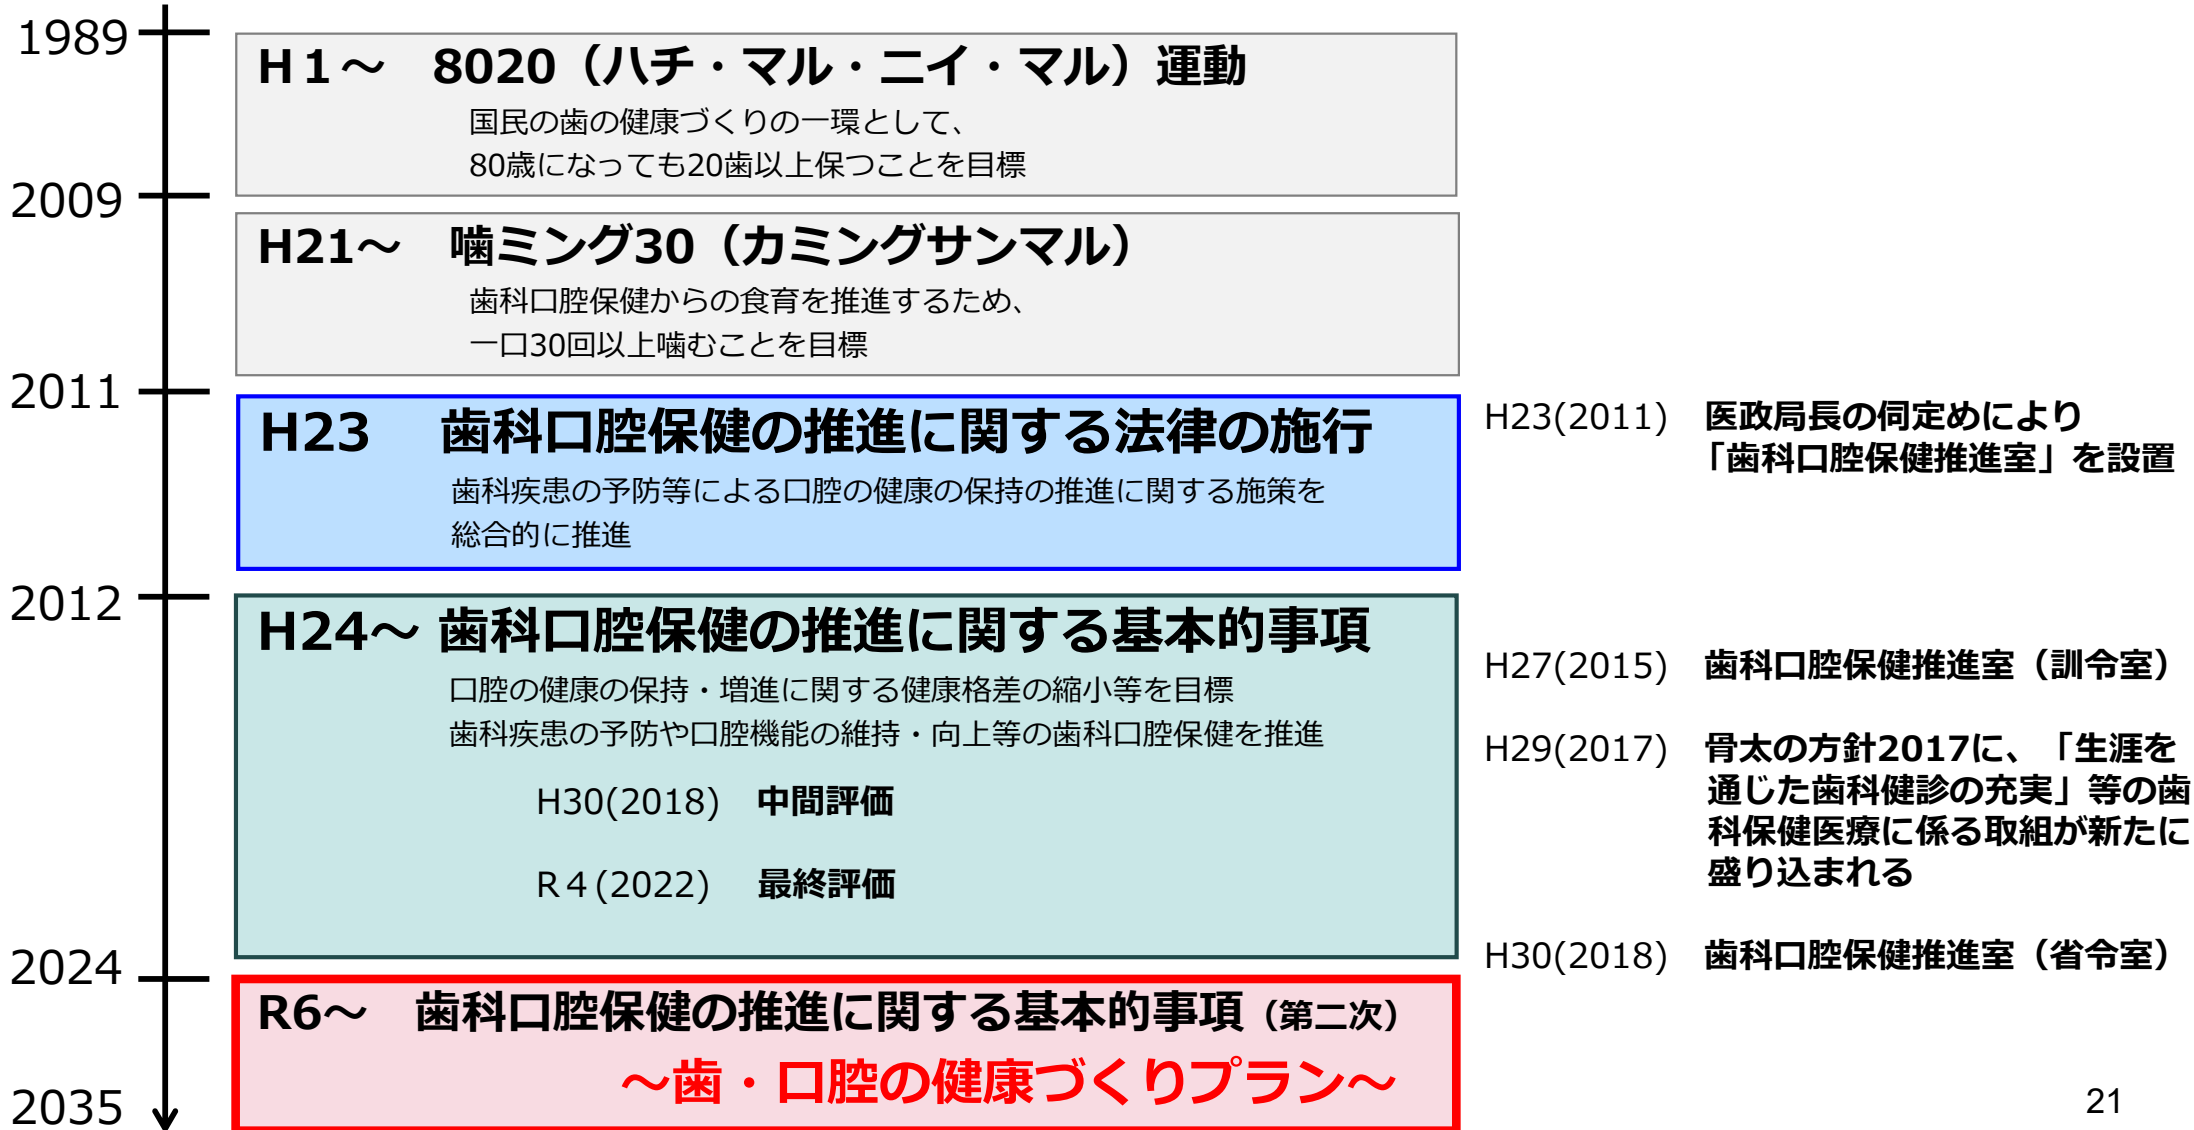 1989
H１～　8020（ハチ・マル・ニイ・マル）運動
国民の歯の健康づくりの一環として、
80歳になっても20歯以上保つことを目標
2009
H21～　噛ミング30（カミングサンマル）
歯科口腔保健からの食育を推進するため、
一口30回以上噛むことを目標
2011
H23　歯科口腔保健の推進に関する法律の施行
歯科疾患の予防等による口腔の健康の保持の推進に関する施策を
総合的に推進
H23(2011)　医政局長の伺定めにより
「歯科口腔保健推進室」を設置
2012
H24～ 歯科口腔保健の推進に関する基本的事項
口腔の健康の保持・増進に関する健康格差の縮小等を目標
歯科疾患の予防や口腔機能の維持・向上等の歯科口腔保健を推進
H30(2018)　中間評価
R４(2022)　最終評価
H27(2015)　歯科口腔保健推進室（訓令室）
H29(2017)　骨太の方針2017に、「生涯を
通じた歯科健診の充実」等の歯
科保健医療に係る取組が新たに
盛り込まれる
H30(2018)　歯科口腔保健推進室（省令室）
2024
R6～　歯科口腔保健の推進に関する基本的事項（第二次）
～歯・口腔の健康づくりプラン～
2035
21